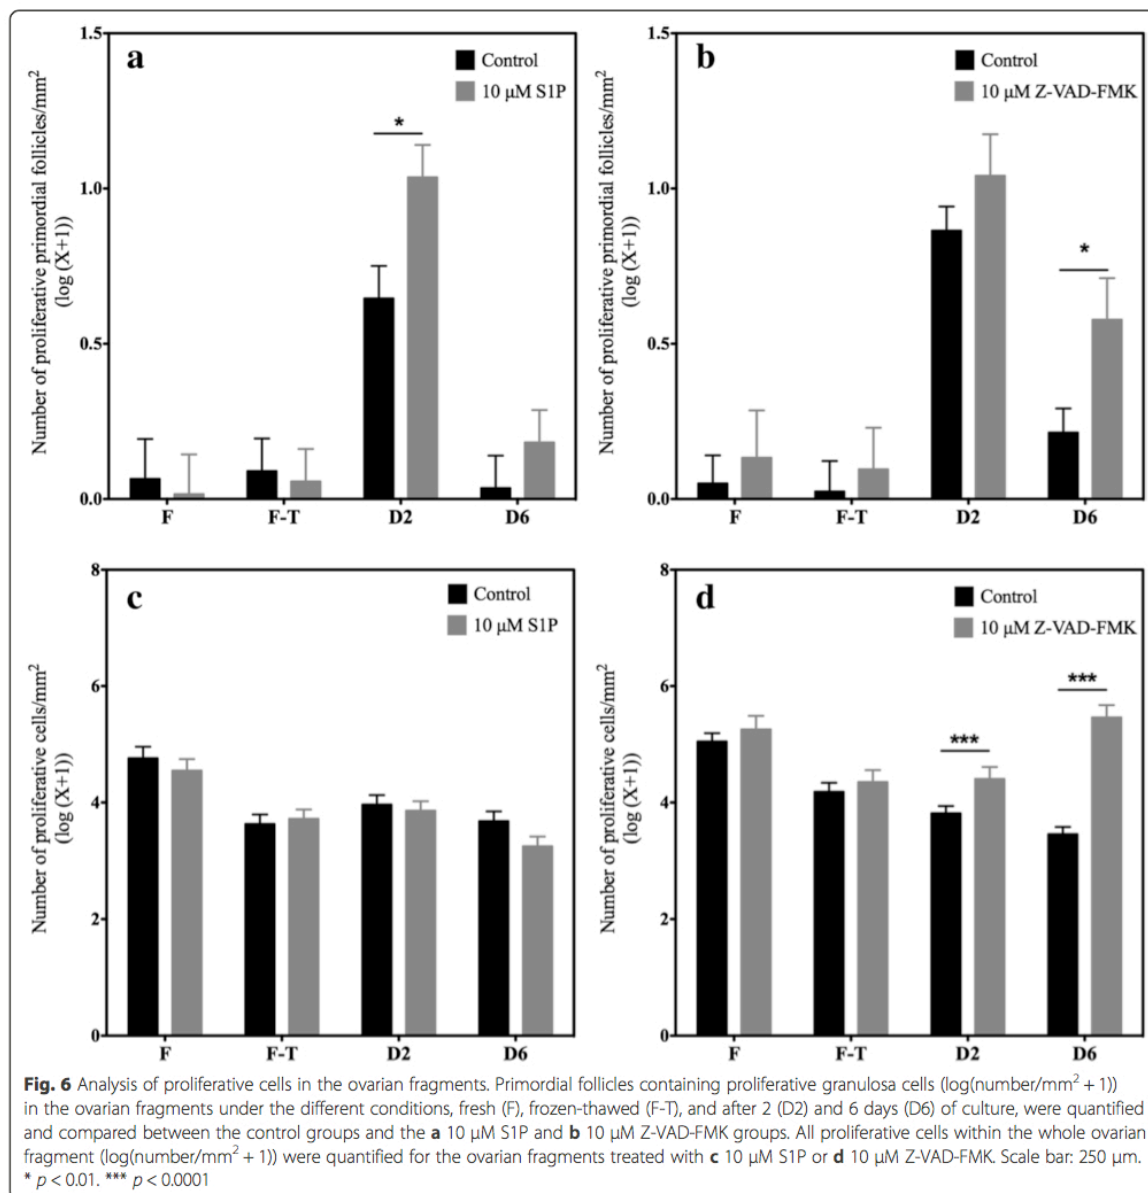 a
Control
10 μM S1P
*
Number of proliferative primordial follicles/mm²
(log (X+1))
1.5
1.0
0.5
0.0
F F-T D2 D6
b
Control
10 μM Z-VAD-FMK
*
Number of proliferative primordial follicles/mm²
(log (X+1))
1.5
1.0
0.5
0.0
F F-T D2 D6
c
Control
10 μM S1P
Number of proliferative cells/mm²
(log (X+1))
8
6
4
2
0
F F-T D2 D6
d
Control
10 μM Z-VAD-FMK
***
***
Number of proliferative cells/mm²
(log (X+1))
8
6
4
2
0
F F-T D2 D6
Fig. 6 Analysis of proliferative cells in the ovarian fragments. Primordial follicles containing proliferative granulosa cells (log(number/mm² + 1))
in the ovarian fragments under the different conditions, fresh (F), frozen-thawed (F-T), and after 2 (D2) and 6 days (D6) of culture, were quantified
and compared between the control groups and the a 10 μM S1P and b 10 μM Z-VAD-FMK groups. All proliferative cells within the whole ovarian
fragment (log(number/mm² + 1)) were quantified for the ovarian fragments treated with c 10 μM S1P or d 10 μM Z-VAD-FMK. Scale bar: 250 μm.
* p < 0.01. *** p < 0.0001